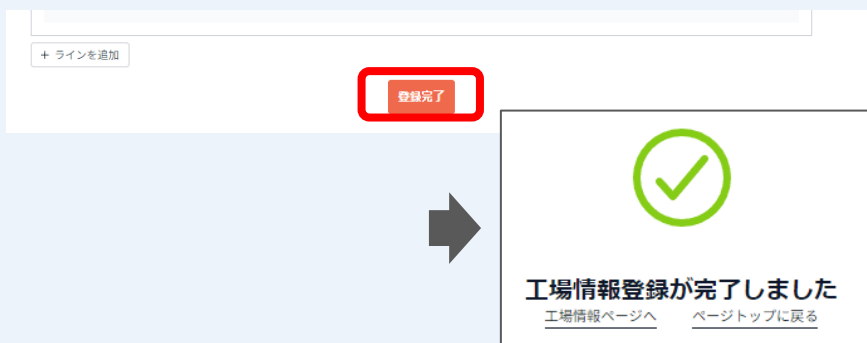 + ラインを追加
登録完了
工場情報登録が完了しました
工場情報ページへ ページトップに戻る